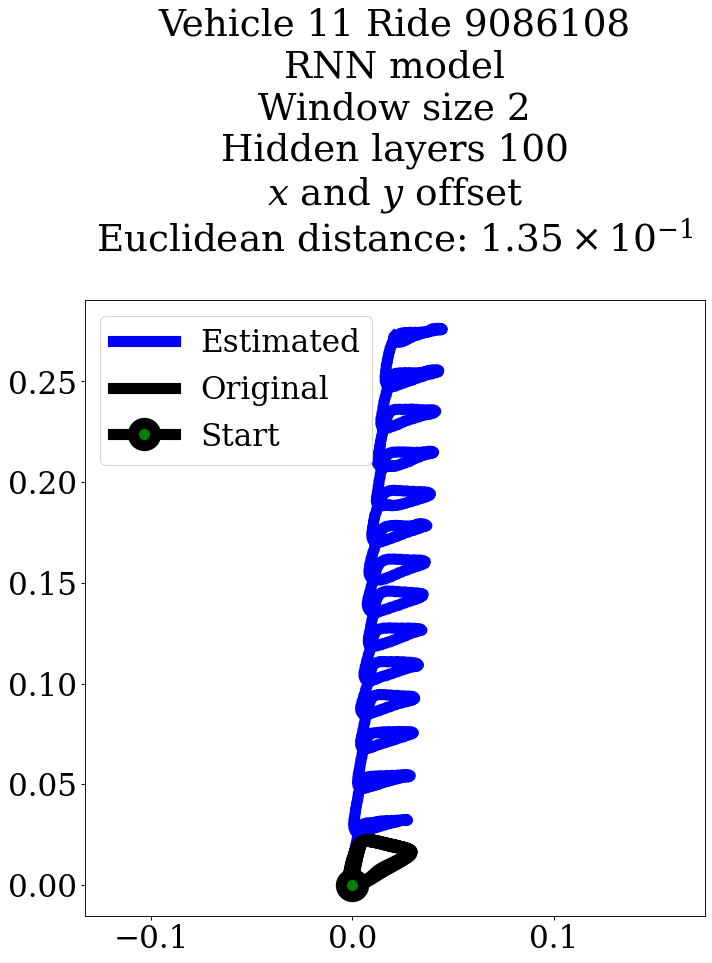 Vehicle 11 Ride 9086108
RNN model
Window size 2
Hidden layers 100
x and y offset
Euclidean distance: 1.35 × 10⁻¹
Estimated
Original
Start
0.25
0.20
0.15
0.10
0.05
0.00
−0.1
0.0
0.1